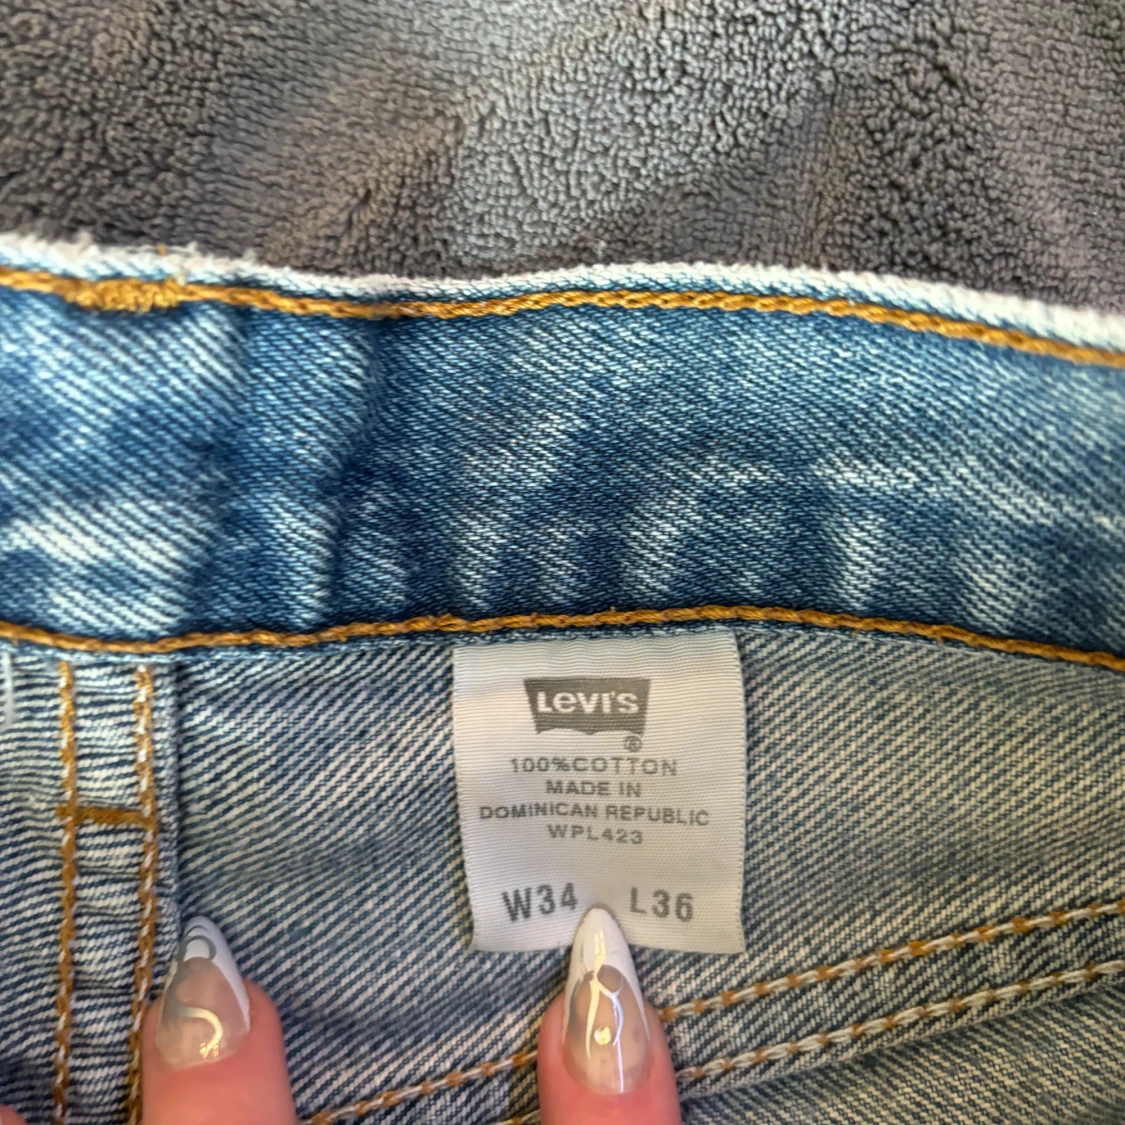 LEVI'S
®
100%COTTON
MADE IN
DOMINICAN REPUBLIC
WPL423
W34 L36